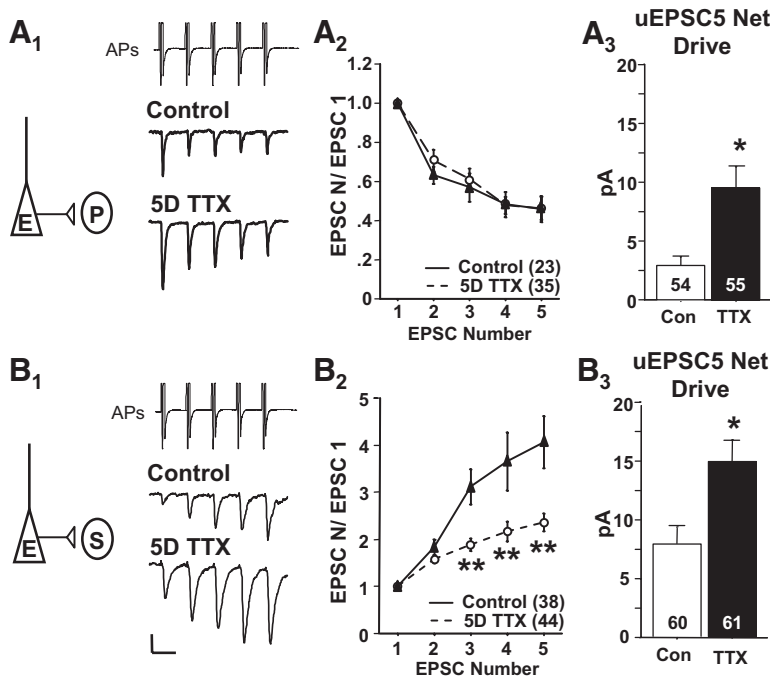 A1
APs
Control
5D TTX
E
P
A2
EPSC N/ EPSC 1
1.2
1.0
.8
.6
.4
.2
0
Control (23)
5D TTX (35)
1 2 3 4 5
EPSC Number
A3
uEPSC5 Net
Drive
pA
20
15
10
5
0
*
54 55
Con TTX
B1
APs
Control
5D TTX
E
S
B2
EPSC N/ EPSC 1
5
4
3
2
1
0
** ** **
Control (38)
5D TTX (44)
1 2 3 4 5
EPSC Number
B3
uEPSC5 Net
Drive
pA
20
15
10
5
0
*
60 61
Con TTX